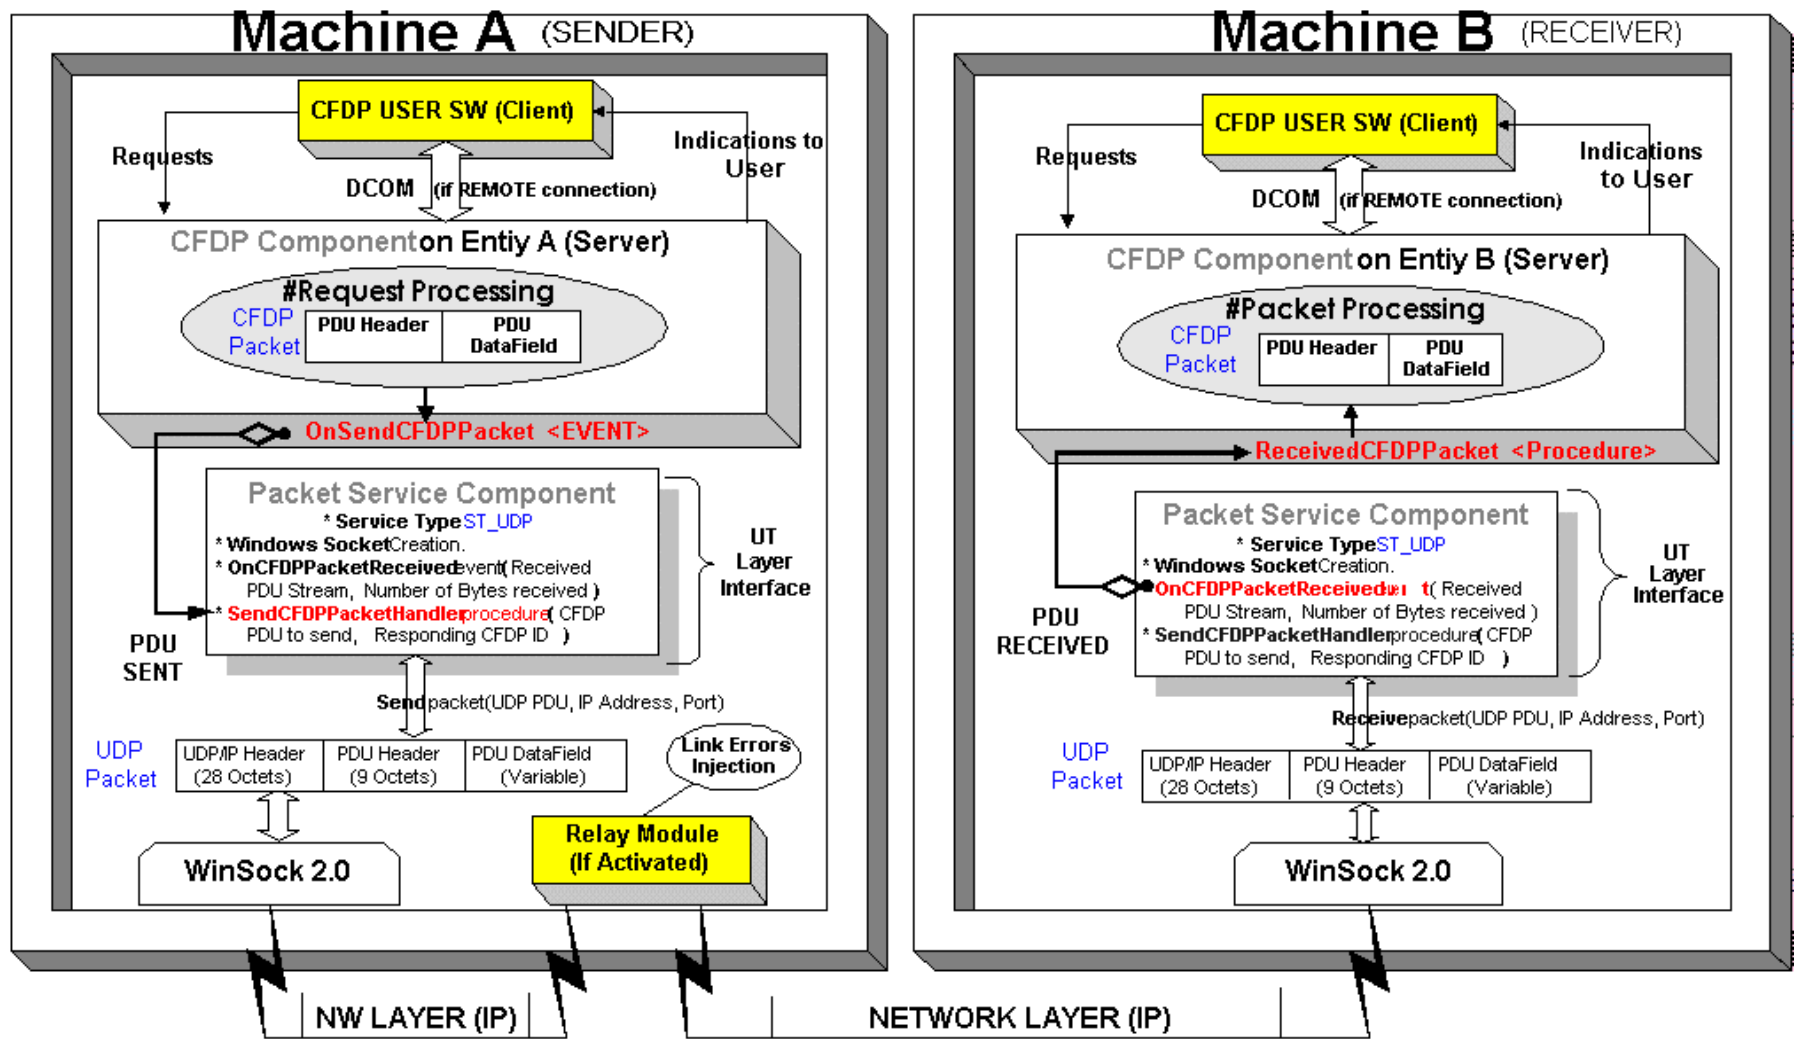 Machine A (SENDER)
CFDP USER SW (Client)
Requests
Indications to
User
DCOM (if REMOTE connection)
CFDP Component on Entiy A (Server)
#Request Processing
CFDP
Packet
PDU Header
PDU
DataField
OnSendCFDPPacket <EVENT>
Packet Service Component
* Service Type ST_UDP
* Windows Socket Creation.
* OnCFDPPacketReceived event( Received
PDU Stream, Number of Bytes received )
* SendCFDPPacketHandler procedure( CFDP
PDU to send, Responding CFDP ID )
UT
Layer
Interface
PDU
SENT
Send packet(UDP PDU, IP Address, Port)
UDP
Packet
UDP/IP Header
(28 Octets)
PDU Header
(9 Octets)
PDU DataField
(Variable)
Link Errors
Injection
WinSock 2.0
Relay Module
(If Activated)
NW LAYER (IP)
Machine B (RECEIVER)
CFDP USER SW (Client)
Requests
Indications
to User
DCOM (if REMOTE connection)
CFDP Component on Entiy B (Server)
#Packet Processing
CFDP
Packet
PDU Header
PDU
DataField
ReceivedCFDPPacket <Procedure>
Packet Service Component
* Service Type ST_UDP
* Windows Socket Creation.
OnCFDPPacketReceived ( Received
PDU Stream, Number of Bytes received )
* SendCFDPPacketHandler procedure( CFDP
PDU to send, Responding CFDP ID )
UT
Layer
Interface
PDU
RECEIVED
Receive packet(UDP PDU, IP Address, Port)
UDP
Packet
UDP/IP Header
(28 Octets)
PDU Header
(9 Octets)
PDU DataField
(Variable)
WinSock 2.0
NETWORK LAYER (IP)